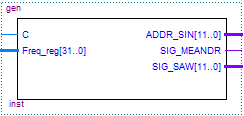 gen
C
ADDR_SIN[11..0]
Freq_reg[31..0]
SIG_MEANDR
SIG_SAW[11..0]
inst